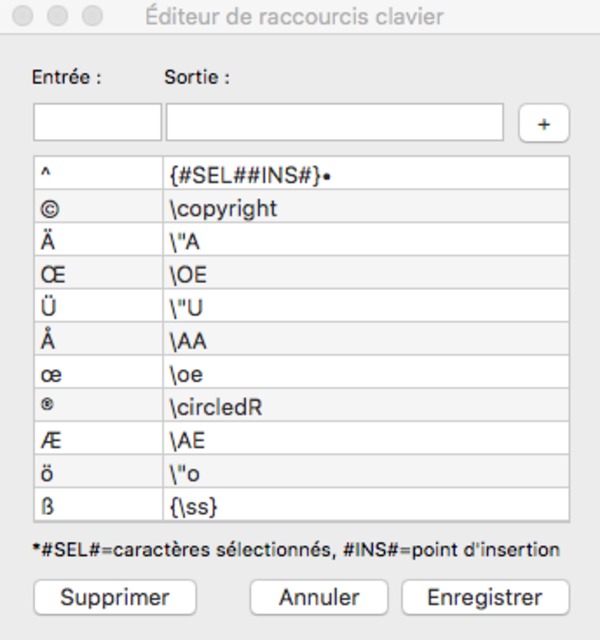 Éditeur de raccourcis clavier
Entrée : Sortie :
+
^ {#SEL##INS#}•
© \copyright
Ä \"A
Œ \OE
Ü \"U
Å \AA
œ \oe
® \circledR
Æ \AE
ö \"o
ß {\ss}
*#SEL#=caractères sélectionnés, #INS#=point d'insertion
Supprimer Annuler Enregistrer